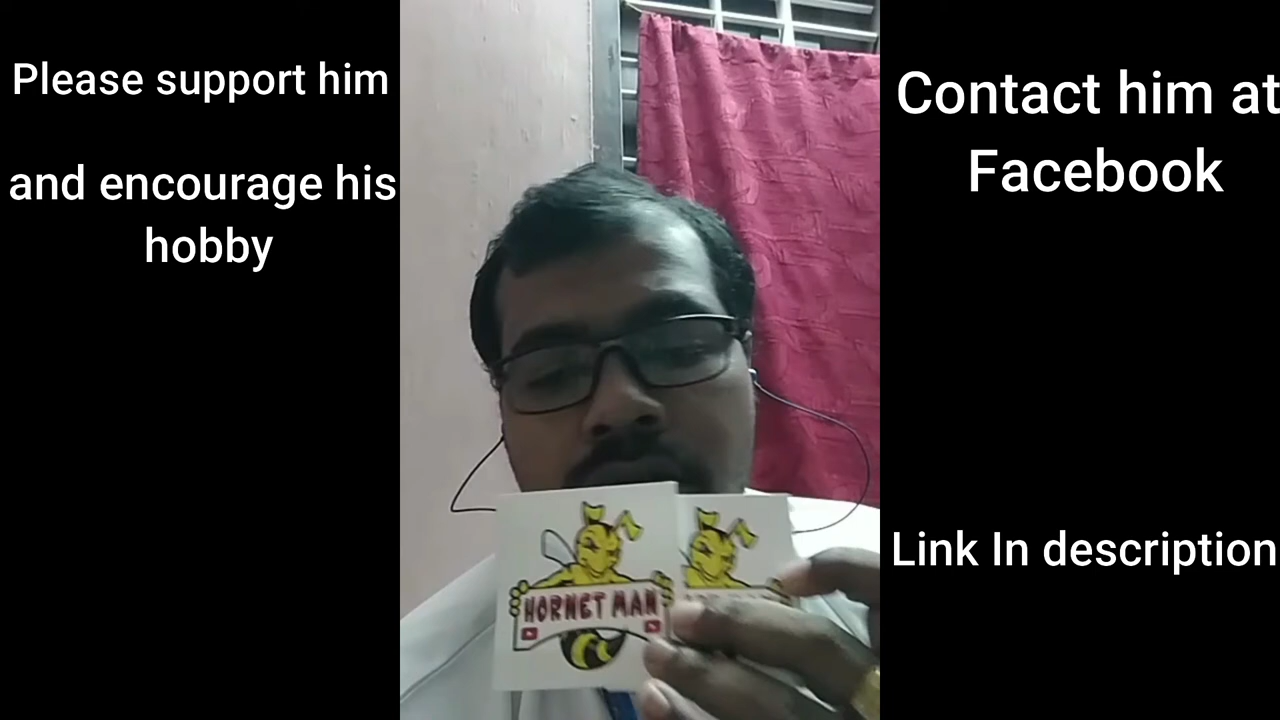 Please support him
and encourage his
hobby
HORNET MAN
Contact him at
Facebook
Link In description